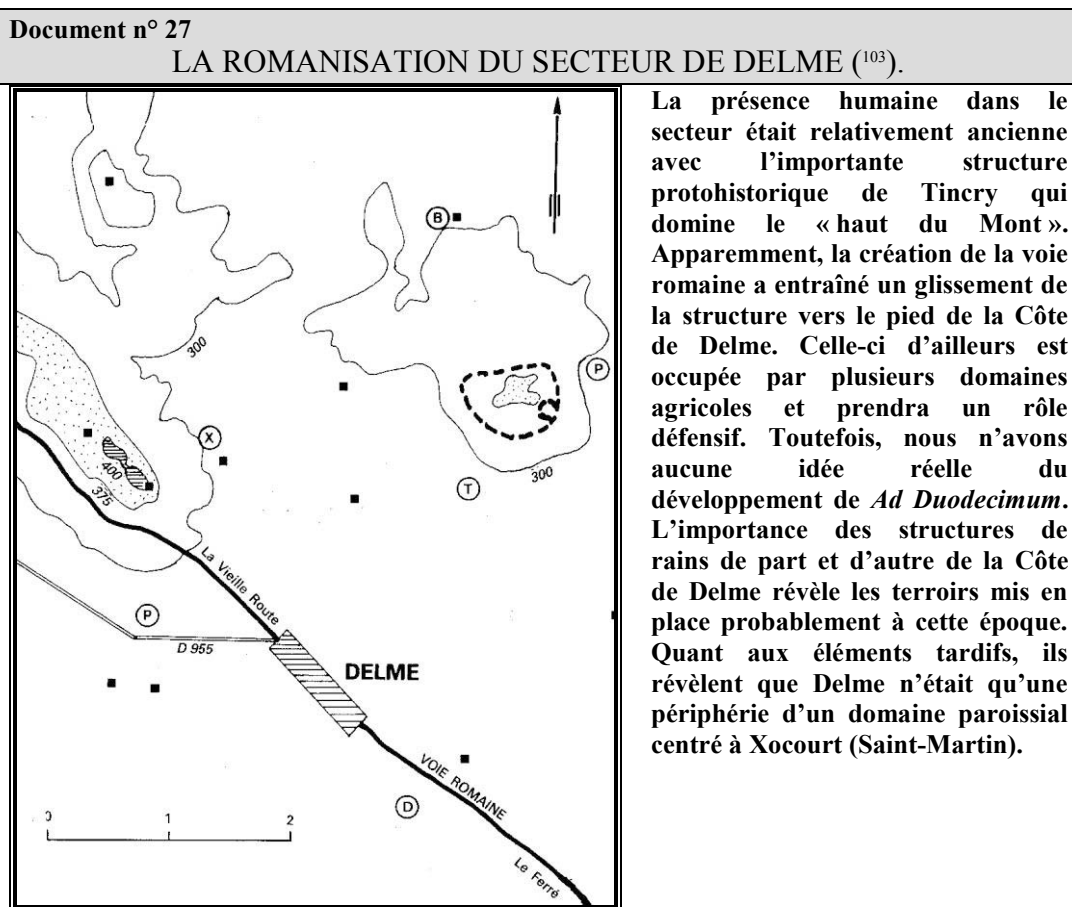 Document n° 27
LA ROMANISATION DU SECTEUR DE DELME (103).
La présence humaine dans le
secteur était relativement ancienne
avec l'importante structure
protohistorique de Tincry qui
domine le « haut du Mont ».
Apparemment, la création de la voie
romaine a entraîné un glissement de
la structure vers le pied de la Côte
de Delme. Celle-ci d'ailleurs est
occupée par plusieurs domaines
agricoles et prendra un rôle
défensif. Toutefois, nous n'avons
aucune idée réelle du
développement de Ad Duodecimum.
L'importance des structures de
rains de part et d'autre de la Côte
de Delme révèle les terroirs mis en
place probablement à cette époque.
Quant aux éléments tardifs, ils
révèlent que Delme n'était qu'une
périphérie d'un domaine paroissial
centré à Xocourt (Saint-Martin).
B
300
P
X
400
375
300
T
La Vieille Route
P
D 955
DELME
VOIE ROMAINE
D
0 1 2
Le Ferré